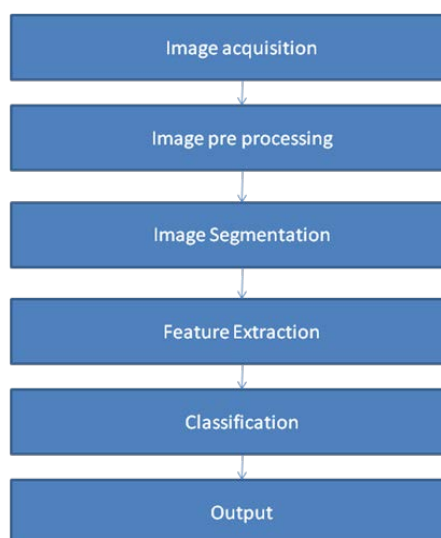 Image acquisition
Image pre processing
Image Segmentation
Feature Extraction
Classification
Output